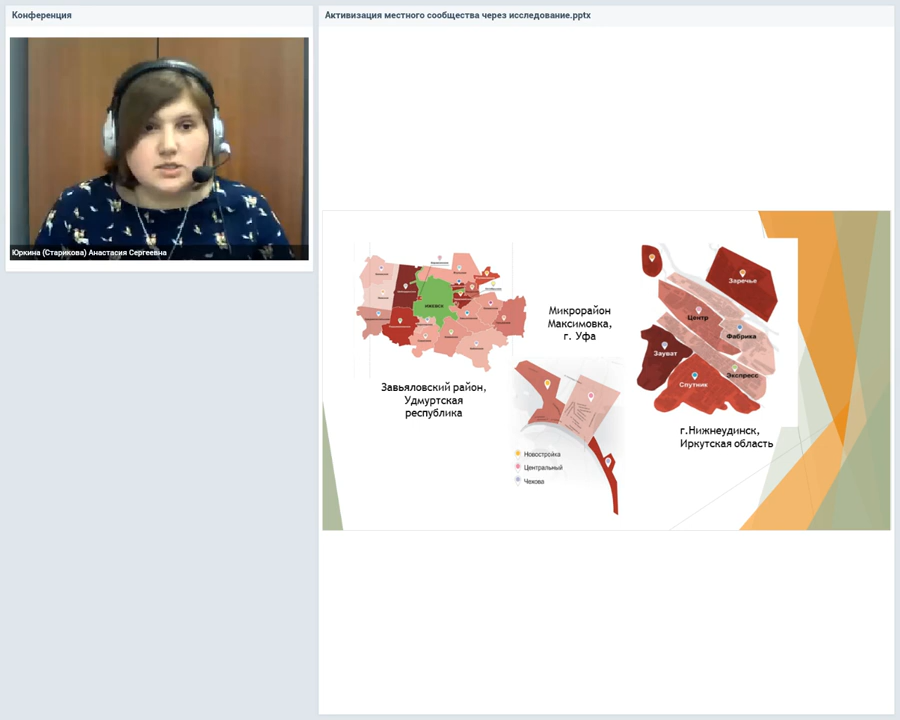 Конференция
Юркина (Старикова) Анастасия Сергеевна
Активизация местного сообщества через исследование.pptx
ИЖЕВСК
Завьяловский район,
Удмуртская
республика
Микрорайон
Максимовка,
г. Уфа
Новостройка
Центральный
Чехова
Заречье
Центр
Фабрика
Зауват
Экспресс
Спутник
г.Нижнеудинск,
Иркутская область